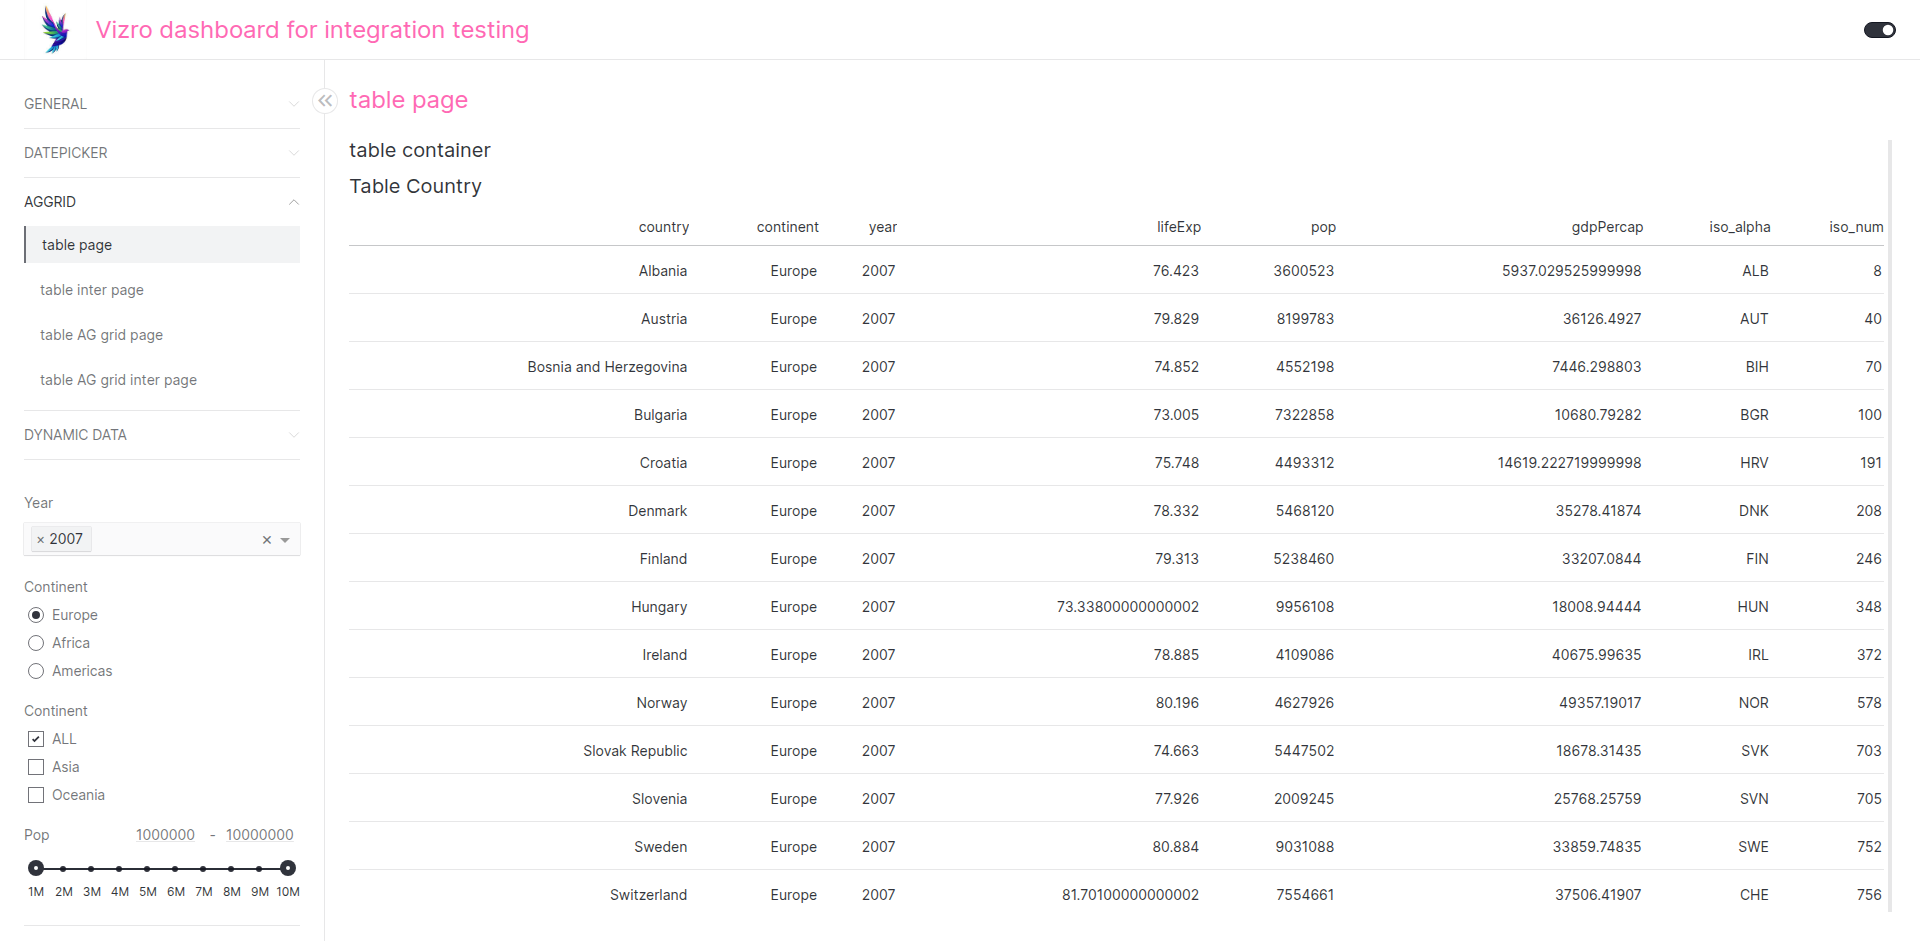 Vizro dashboard for integration testing
GENERAL
DATEPICKER
AGGRID
table page
table inter page
table AG grid page
table AG grid inter page
DYNAMIC DATA
Year
× 2007 ×
Continent
Europe
Africa
Americas
Continent
ALL
Asia
Oceania
Pop 1000000 - 10000000
1M 2M 3M 4M 5M 6M 7M 8M 9M 10M
table page
table container
Table Country
country continent year lifeExp pop gdpPercap iso_alpha iso_num
Albania Europe 2007 76.423 3600523 5937.029525999998 ALB 8
Austria Europe 2007 79.829 8199783 36126.4927 AUT 40
Bosnia and Herzegovina Europe 2007 74.852 4552198 7446.298803 BIH 70
Bulgaria Europe 2007 73.005 7322858 10680.79282 BGR 100
Croatia Europe 2007 75.748 4493312 14619.222719999998 HRV 191
Denmark Europe 2007 78.332 5468120 35278.41874 DNK 208
Finland Europe 2007 79.313 5238460 33207.0844 FIN 246
Hungary Europe 2007 73.33800000000002 9956108 18008.94444 HUN 348
Ireland Europe 2007 78.885 4109086 40675.99635 IRL 372
Norway Europe 2007 80.196 4627926 49357.19017 NOR 578
Slovak Republic Europe 2007 74.663 5447502 18678.31435 SVK 703
Slovenia Europe 2007 77.926 2009245 25768.25759 SVN 705
Sweden Europe 2007 80.884 9031088 33859.74835 SWE 752
Switzerland Europe 2007 81.70100000000002 7554661 37506.41907 CHE 756